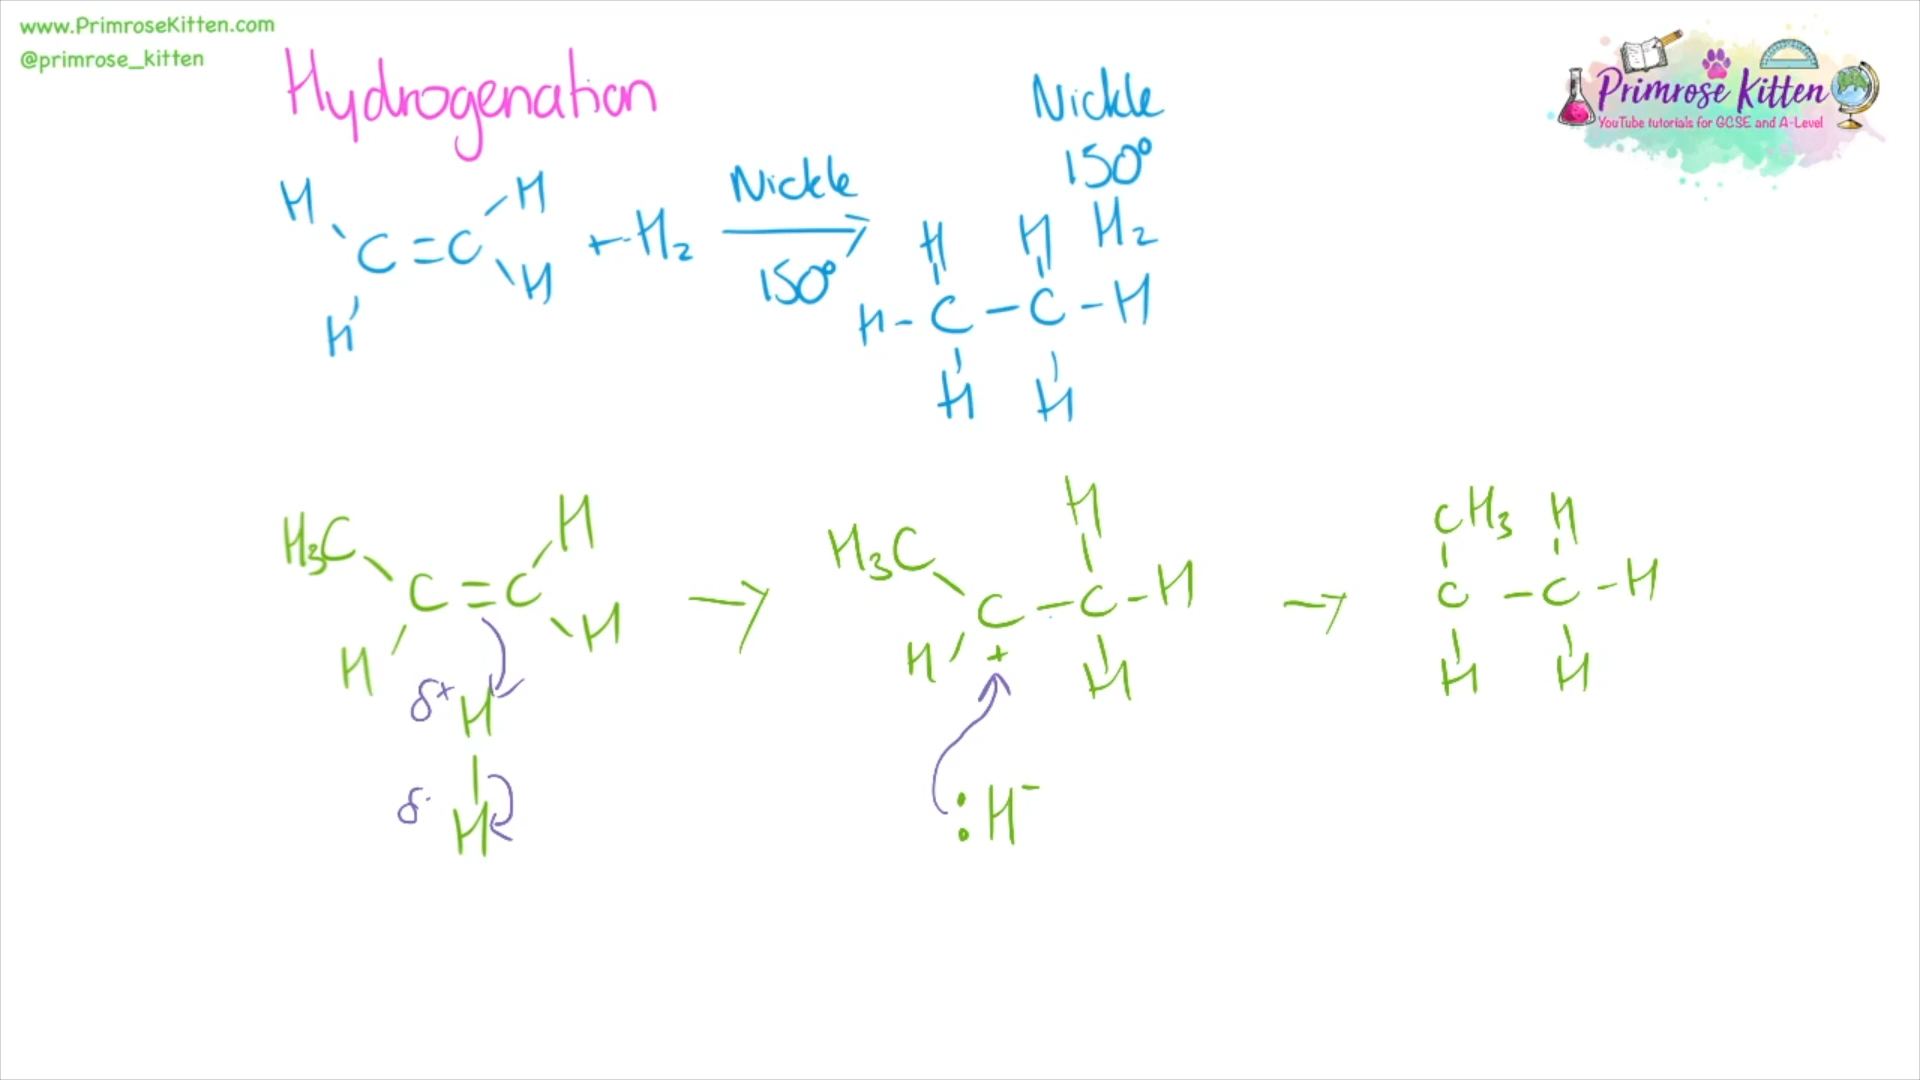 www.PrimroseKitten.com
@primrose_kitten
Primrose Kitten
YouTube tutorials for GCSE and A-Level
Hydrogenation
Nickle
150°
H2
H H
C = C + H2
H H
Nickle
150°
H H
H - C - C - H
H H
H3C H
C = C
H H
δ+ H
δ- H
→
H
H3C
C - C - H
H + H
: H-
→
CH3 H
C - C - H
H H